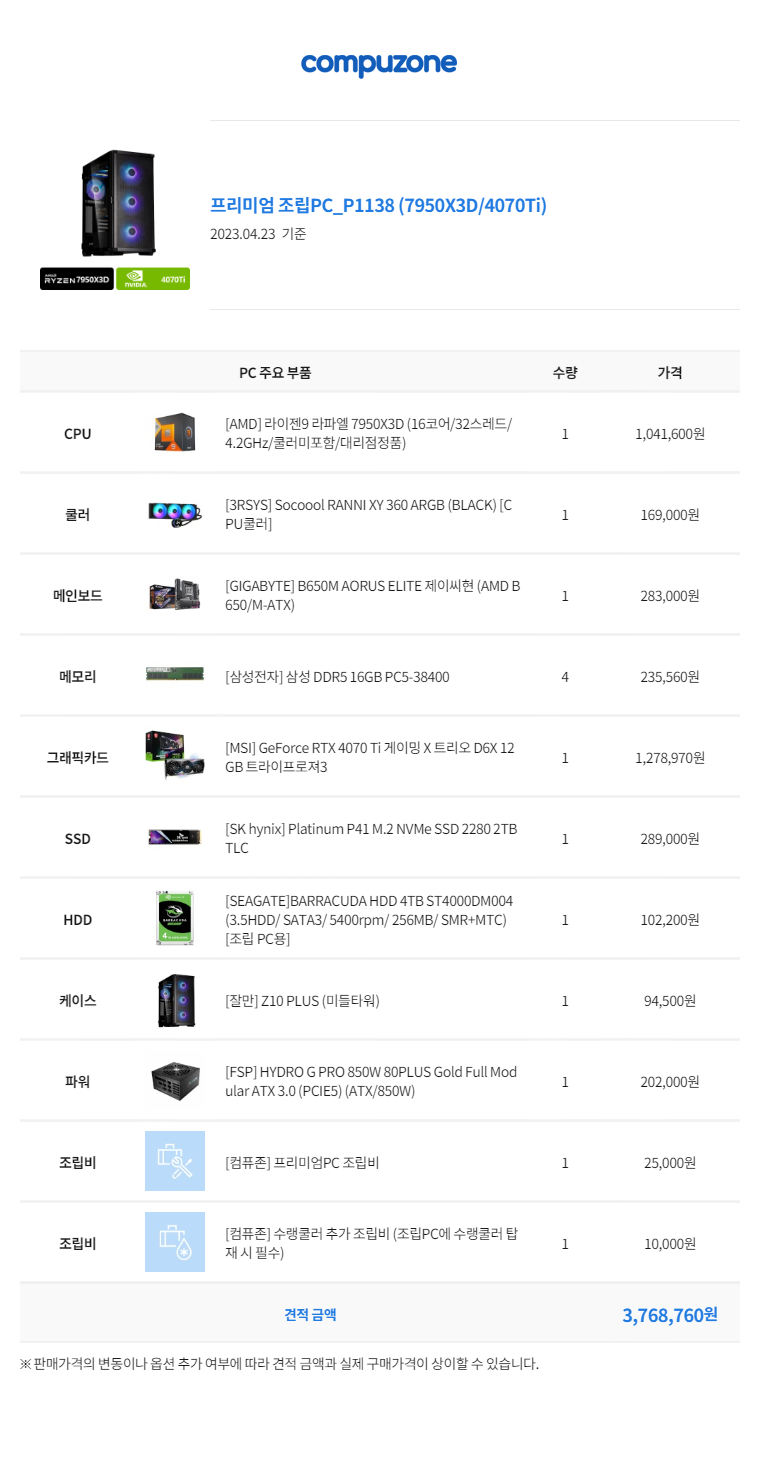 compuzone
프리미엄 조립PC_P1138 (7950X3D/4070Ti)
2023.04.23 기준
RYZEN 7950X3D
NVIDIA 4070Ti
PC 주요 부품 수량 가격
CPU [AMD] 라이젠9 라파엘 7950X3D (16코어/32스레드/ 1 1,041,600원
4.2GHz/쿨러미포함/대리점정품)
쿨러 [3RSYS] Socoool RANNI XY 360 ARGB (BLACK) [C 1 169,000원
PU쿨러]
메인보드 [GIGABYTE] B650M AORUS ELITE 제이씨현 (AMD B 1 283,000원
650/M-ATX)
메모리 [삼성전자] 삼성 DDR5 16GB PC5-38400 4 235,560원
그래픽카드 [MSI] GeForce RTX 4070 Ti 게이밍 X 트리오 D6X 12 1 1,278,970원
GB 트라이프로져3
SSD [SK hynix] Platinum P41 M.2 NVMe SSD 2280 2TB 1 289,000원
TLC
HDD [SEAGATE]BARRACUDA HDD 4TB ST4000DM004 1 102,200원
(3.5HDD/ SATA3/ 5400rpm/ 256MB/ SMR+MTC)
[조립 PC용]
케이스 [잘만] Z10 PLUS (미들타워) 1 94,500원
파워 [FSP] HYDRO G PRO 850W 80PLUS Gold Full Mod 1 202,000원
ular ATX 3.0 (PCIE5) (ATX/850W)
조립비 [컴퓨존] 프리미엄PC 조립비 1 25,000원
조립비 [컴퓨존] 수랭쿨러 추가 조립비 (조립PC에 수랭쿨러 탑 1 10,000원
재 시 필수)
견적 금액 3,768,760원
※ 판매가격의 변동이나 옵션 추가 여부에 따라 견적 금액과 실제 구매가격이 상이할 수 있습니다.